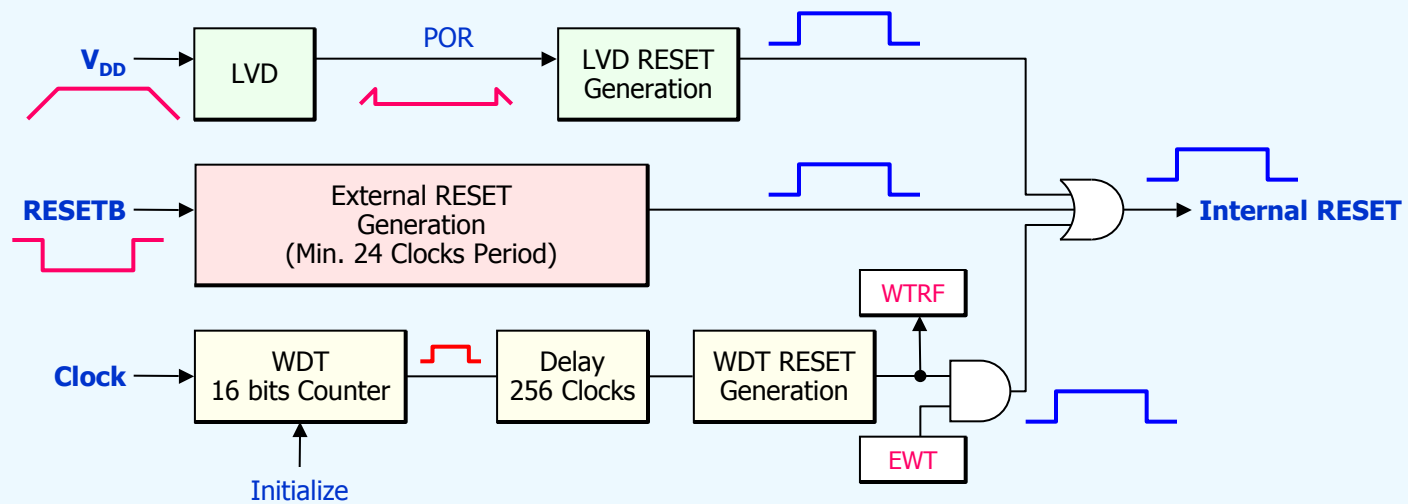 V_DD
LVD
POR
LVD RESET
Generation
RESETB
External RESET
Generation
(Min. 24 Clocks Period)
Internal RESET
WTRF
Clock
WDT
16 bits Counter
Delay
256 Clocks
WDT RESET
Generation
EWT
Initialize